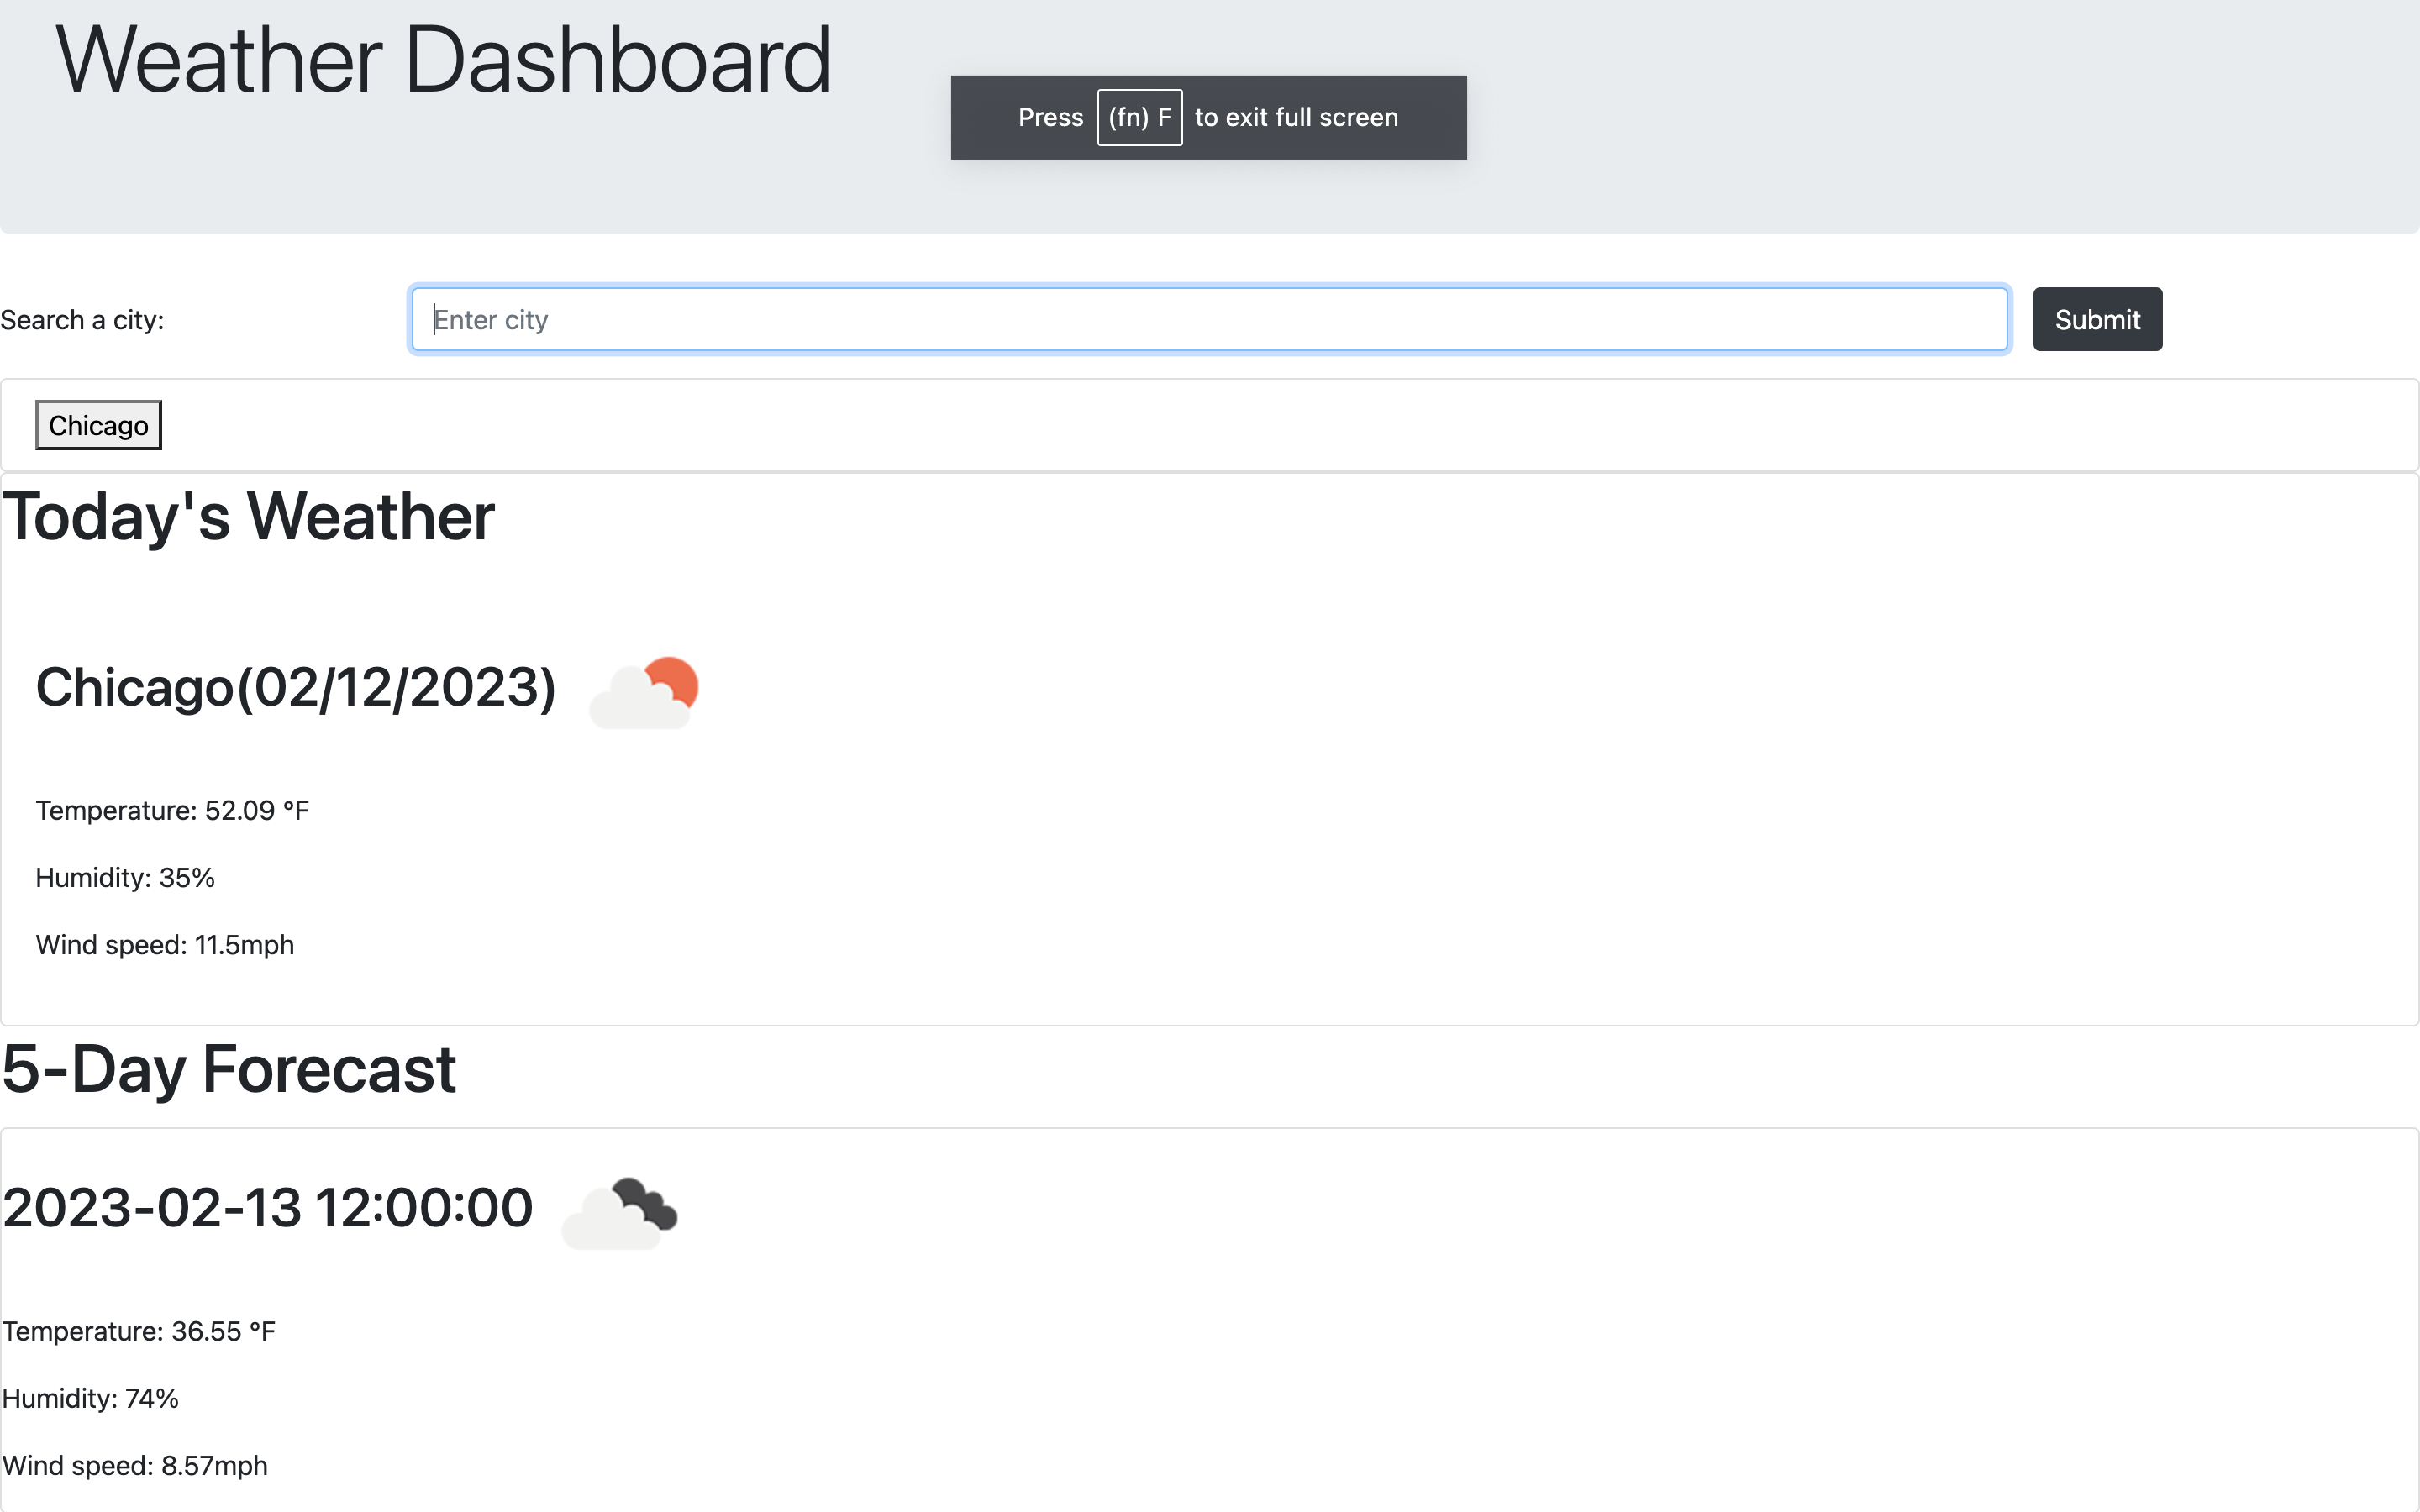 Weather Dashboard
Press (fn) F to exit full screen
Search a city: Enter city Submit
Chicago
Today's Weather
Chicago(02/12/2023)
Temperature: 52.09 °F
Humidity: 35%
Wind speed: 11.5mph
5-Day Forecast
2023-02-13 12:00:00
Temperature: 36.55 °F
Humidity: 74%
Wind speed: 8.57mph